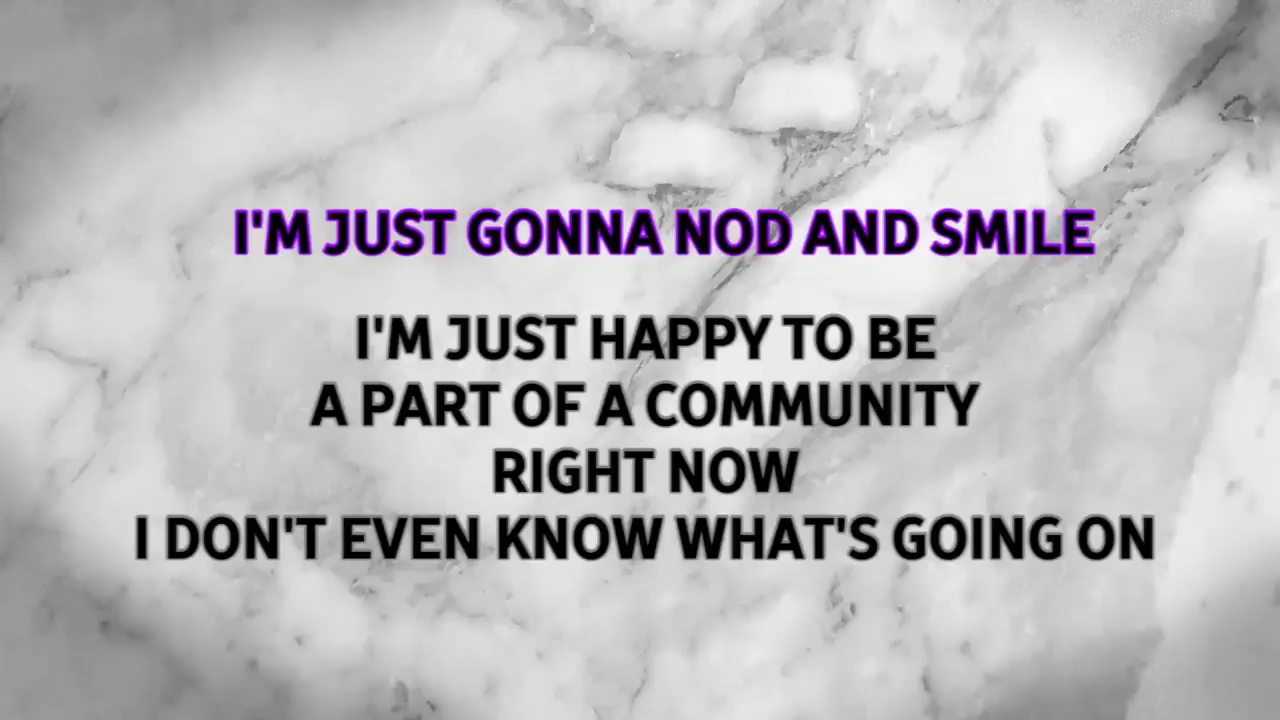 I'M JUST GONNA NOD AND SMILE
I'M JUST HAPPY TO BE
A PART OF A COMMUNITY
RIGHT NOW
I DON'T EVEN KNOW WHAT'S GOING ON